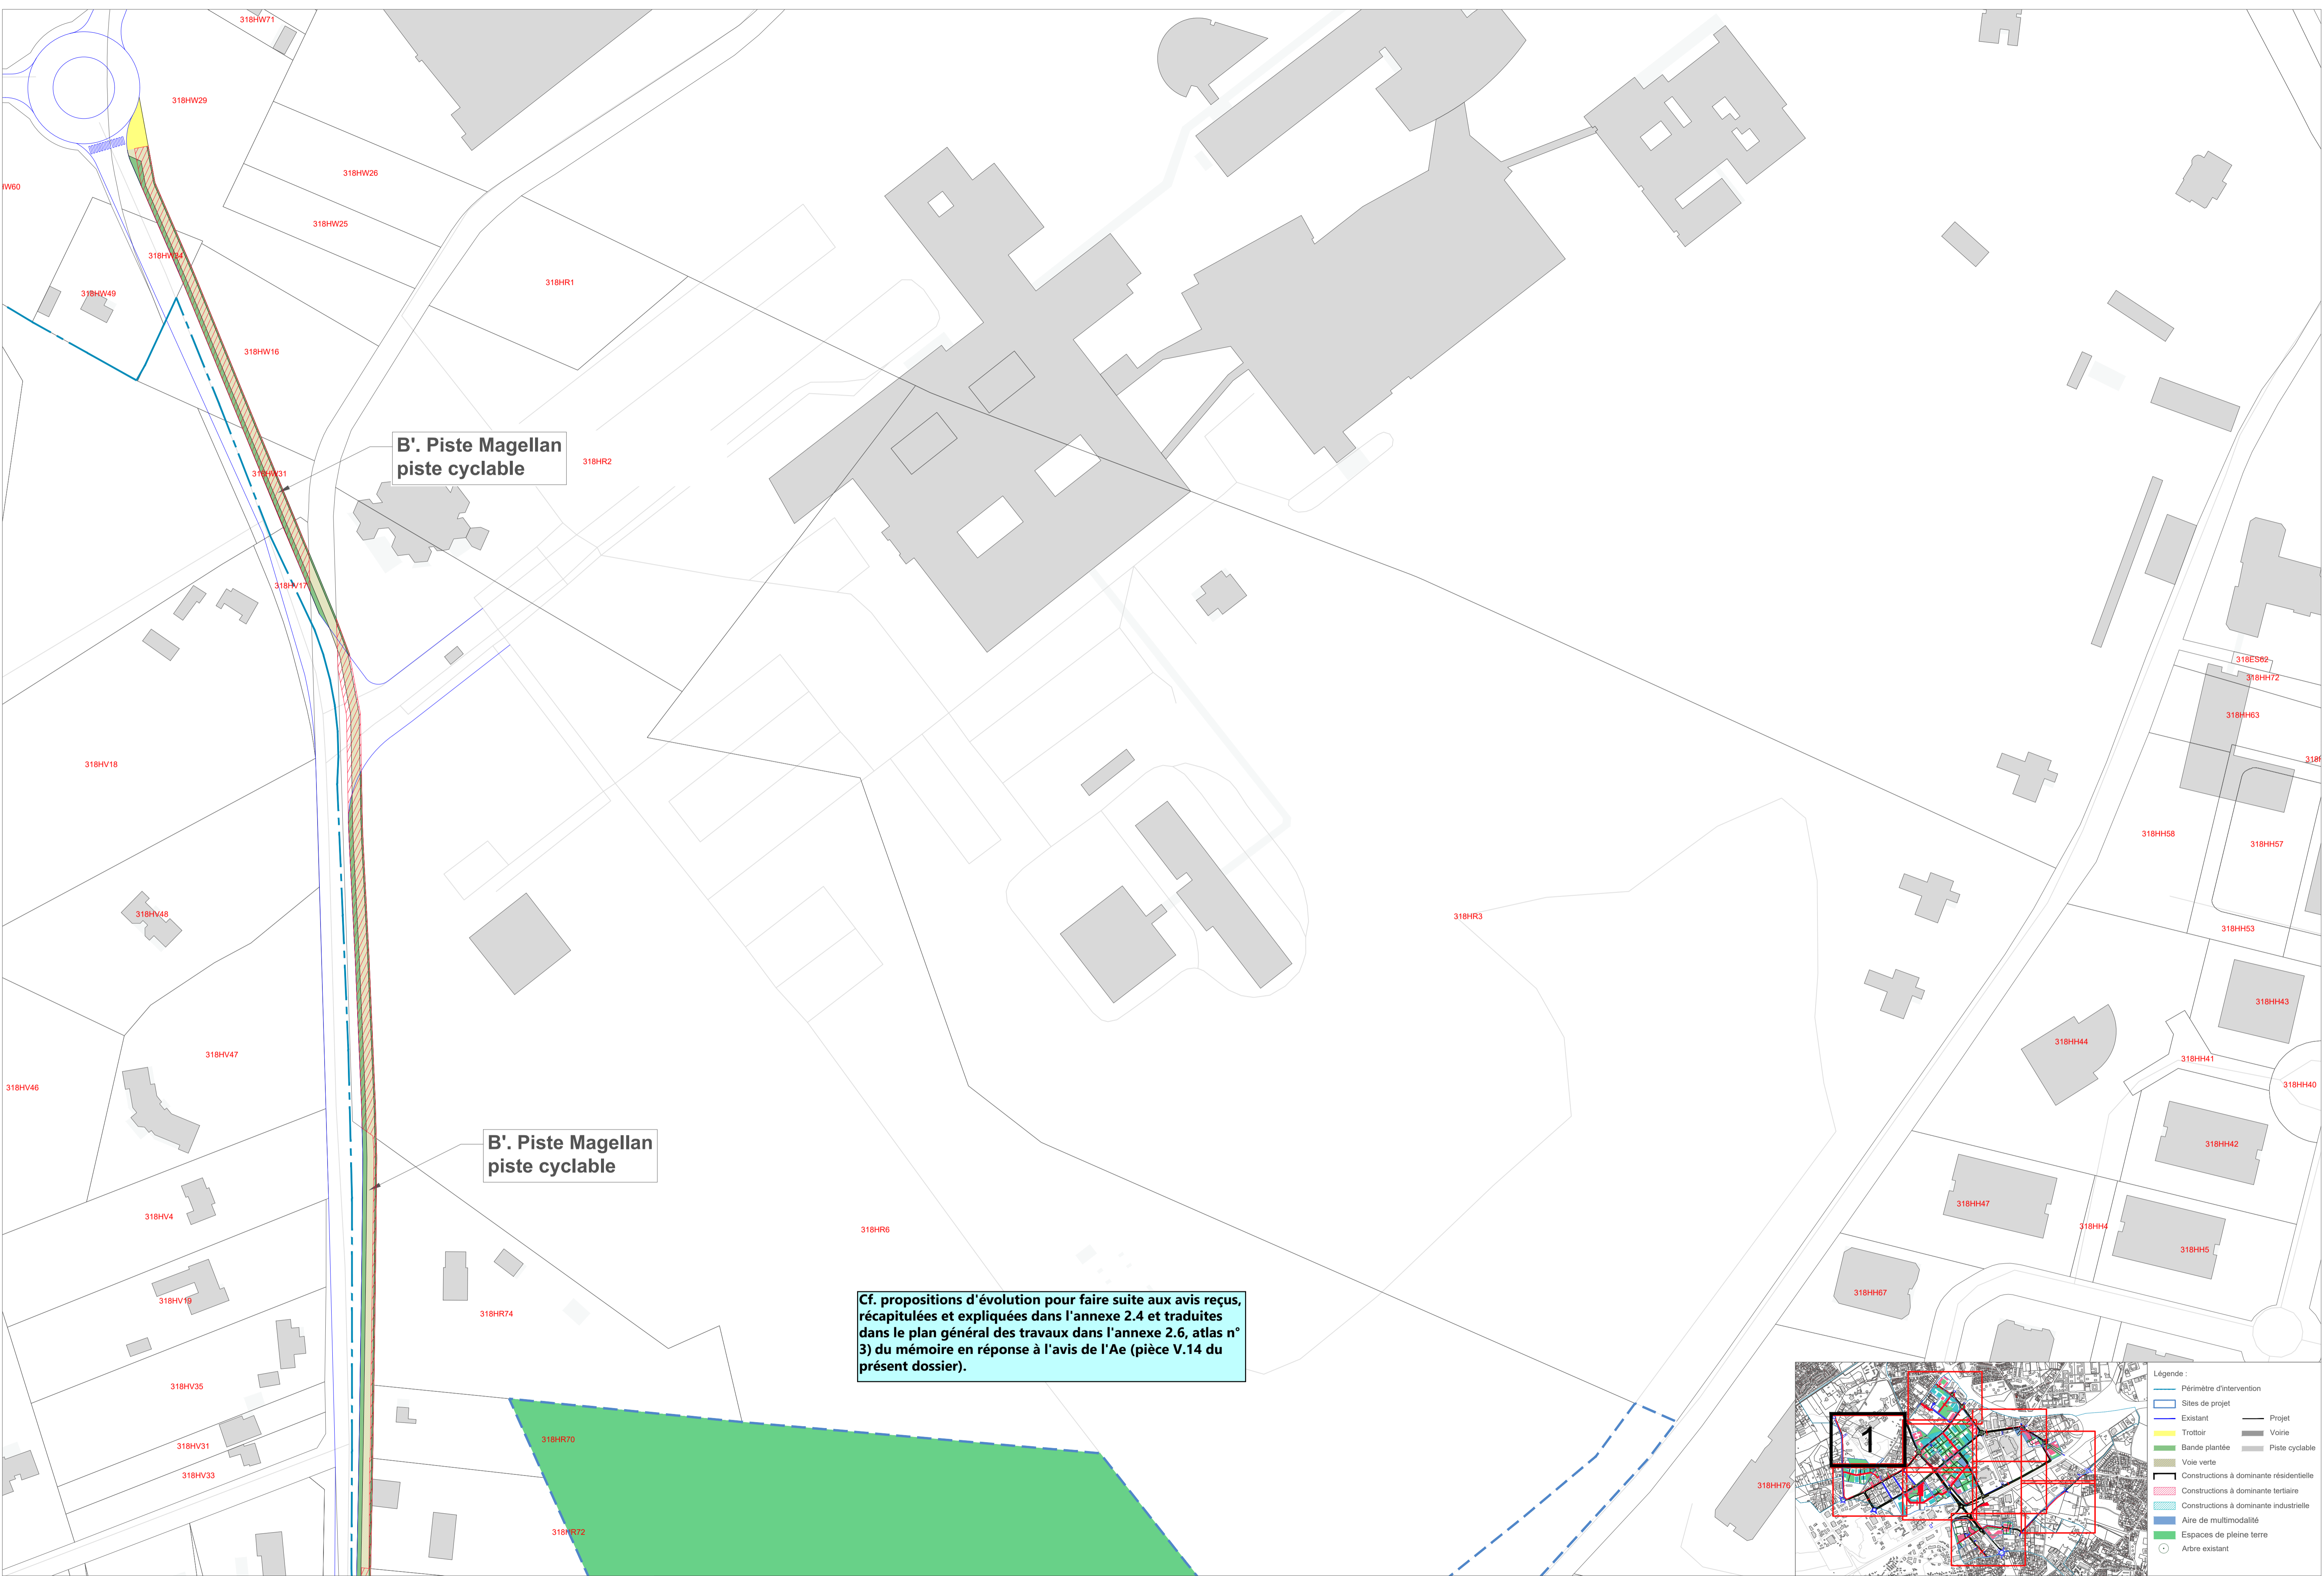 318HW71
318HW29
318HW26
318HW25
318HW24
318HW49
318HW16
318HR1
B'. Piste Magellan
piste cyclable
318HR2
318HW31
318HV17
318ES62
318HH72
318HH63
318HV18
318HH58
318HH57
318HV48
318HR3
318HH53
318HH43
318HH44
318HV47
318HH41
318HV46
318HH40
B'. Piste Magellan
piste cyclable
318HH42
318HH47
318HV4
318HR6
318HH4
318HH5
318HV19
318HH67
318HR74
Cf. propositions d'évolution pour faire suite aux avis reçus,
récapitulées et expliquées dans l'annexe 2.4 et traduites
dans le plan général des travaux dans l'annexe 2.6, atlas n°
3) du mémoire en réponse à l'avis de l'Ae (pièce V.14 du
présent dossier).
318HV35
318HR70
318HV31
318HV33
318HH76
318HR72
1
Légende :
Périmètre d'intervention
Sites de projet
Existant Projet
Trottoir Voirie
Bande plantée Piste cyclable
Voie verte
Constructions à dominante résidentielle
Constructions à dominante tertiaire
Constructions à dominante industrielle
Aire de multimodalité
Espaces de pleine terre
Arbre existant